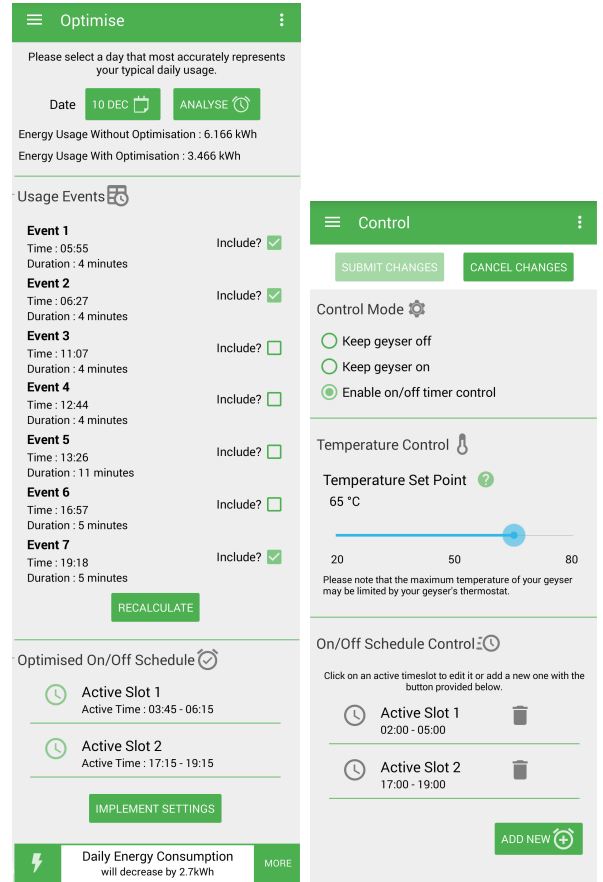 Optimise
Please select a day that most accurately represents
your typical daily usage.
Date
10 DEC
ANALYSE
Energy Usage Without Optimisation : 6.166 kWh
Energy Usage With Optimisation : 3.466 kWh
Usage Events
Event 1
Time : 05:55
Duration : 4 minutes
Include?
Event 2
Time : 06:27
Duration : 4 minutes
Include?
Event 3
Time : 11:07
Duration : 4 minutes
Include?
Event 4
Time : 12:44
Duration : 4 minutes
Include?
Event 5
Time : 13:26
Duration : 11 minutes
Include?
Event 6
Time : 16:57
Duration : 5 minutes
Include?
Event 7
Time : 19:18
Duration : 5 minutes
Include?
RECALCULATE
Optimised On/Off Schedule
Active Slot 1
Active Time : 03:45 - 06:15
Active Slot 2
Active Time : 17:15 - 19:15
IMPLEMENT SETTINGS
Daily Energy Consumption
will decrease by 2.7kWh
MORE
Control
SUBMIT CHANGES
CANCEL CHANGES
Control Mode
Keep geyser off
Keep geyser on
Enable on/off timer control
Temperature Control
Temperature Set Point
?
65 °C
20
50
80
Please note that the maximum temperature of your geyser
may be limited by your geyser's thermostat.
On/Off Schedule Control
Click on an active timeslot to edit it or add a new one with the
button provided below.
Active Slot 1
02:00 - 05:00
Active Slot 2
17:00 - 19:00
ADD NEW